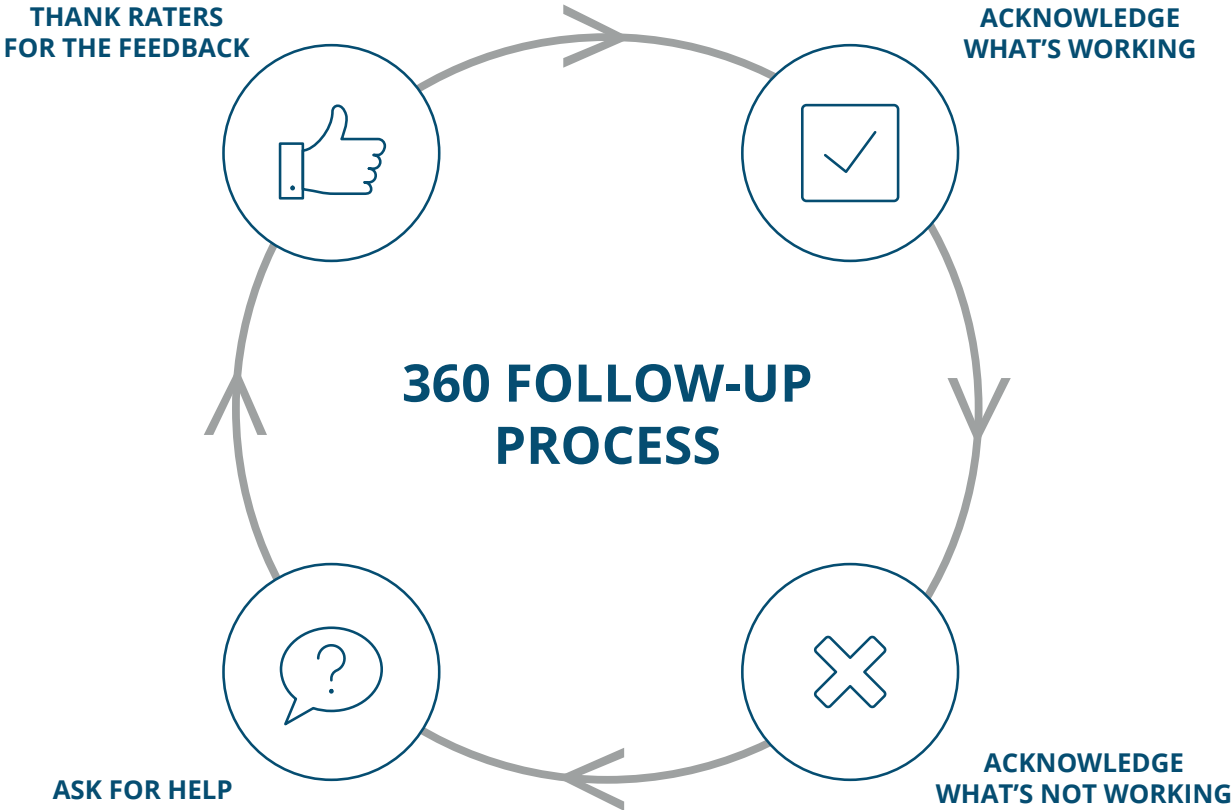 THANK RATERS
FOR THE FEEDBACK
ACKNOWLEDGE
WHAT'S WORKING
360 FOLLOW-UP
PROCESS
?
ASK FOR HELP
ACKNOWLEDGE
WHAT'S NOT WORKING